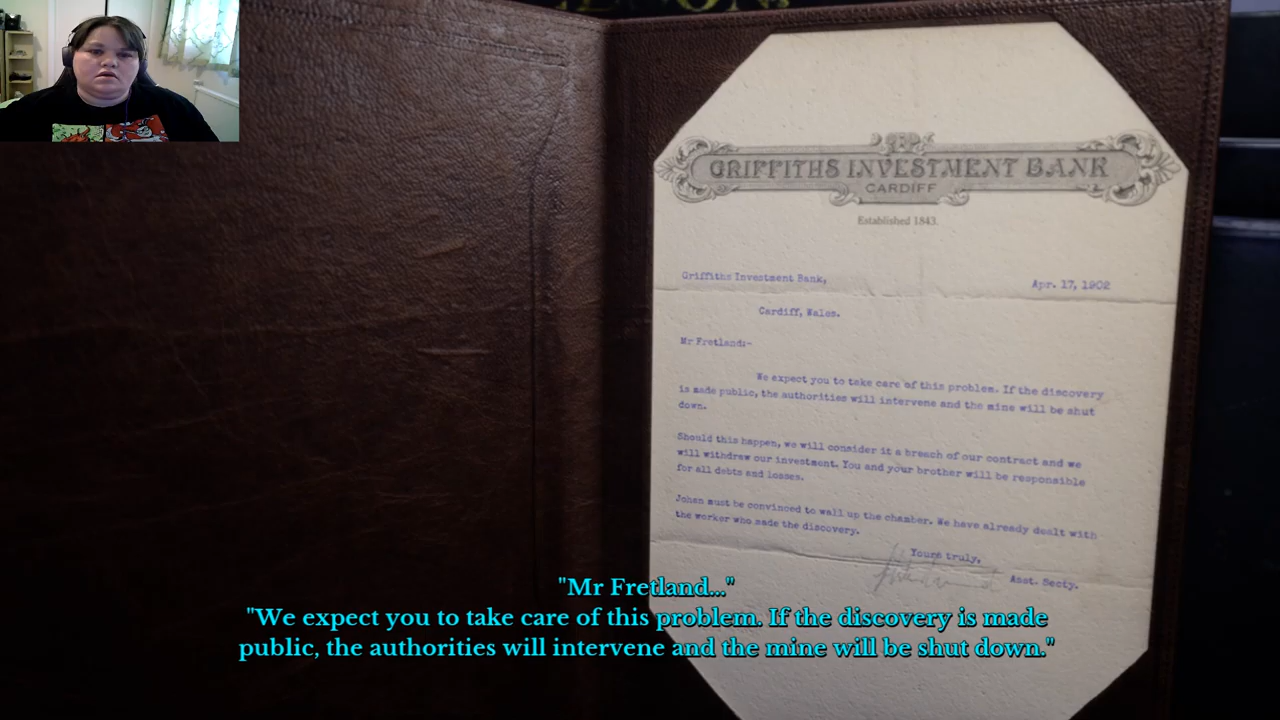 NON.
GRIFFITHS INVESTMENT BANK
CARDIFF
Established 1843.
Griffiths Investment Bank,
Apr. 17, 1902
Cardiff, Wales.
Mr Fretland:-
We expect you to take care of this problem. If the discovery
is made public, the authorities will intervene and the mine will be shut
down.
Should this happen, we will consider it a breach of our contract and we
will withdraw our investment. You and your brother will be responsible
for all debts and losses.
Johen must be convinced to wall up the chamber. We have already dealt with
the worker who made the discovery.
Yours truly,
Asst. Secty.
"Mr Fretland..."
"We expect you to take care of this problem. If the discovery is made
public, the authorities will intervene and the mine will be shut down."